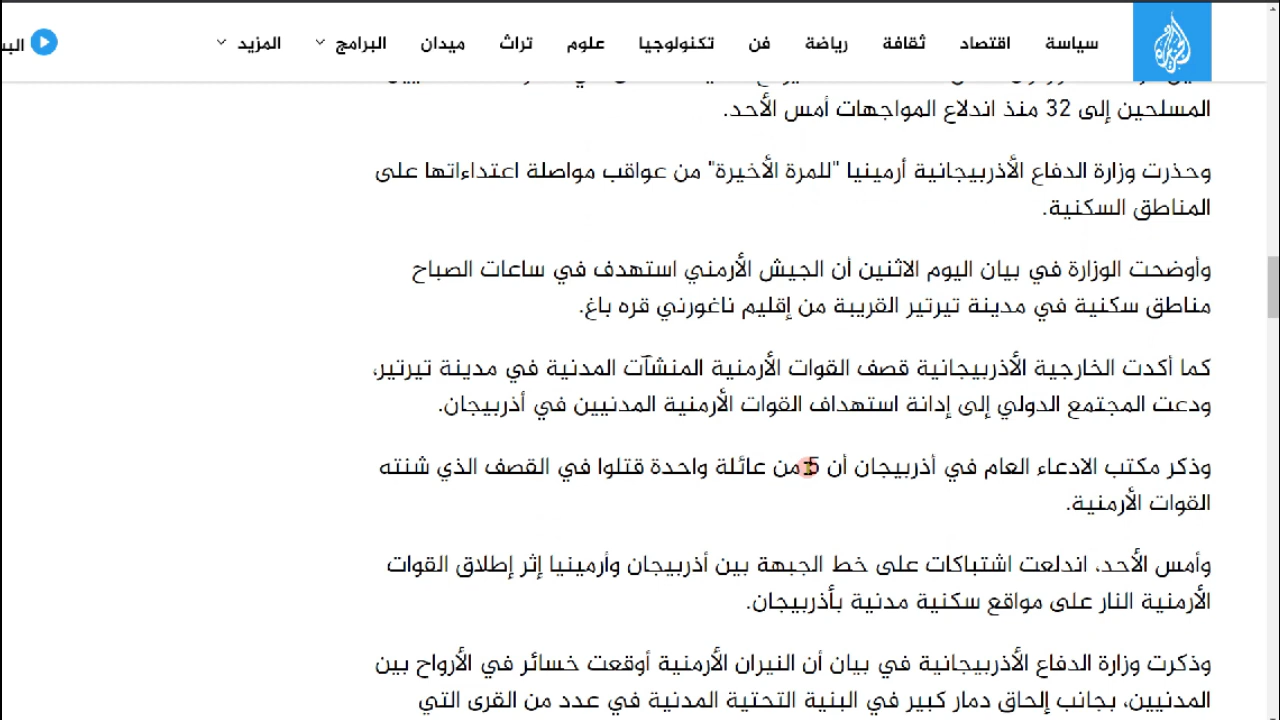 سياسة اقتصاد ثقافة رياضة فن تكنولوجيا علوم تراث ميدان البرامج المزيد
المسلحين إلى 32 منذ اندلاع المواجهات أمس الأحد.
وحذرت وزارة الدفاع الأذربيجانية أرمينيا "للمرة الأخيرة" من عواقب مواصلة اعتداءاتها على
المناطق السكنية.
وأوضحت الوزارة في بيان اليوم الاثنين أن الجيش الأرمني استهدف في ساعات الصباح
مناطق سكنية في مدينة تيرتير القريبة من إقليم ناغورني قره باغ.
كما أكدت الخارجية الأذربيجانية قصف القوات الأرمنية المنشآت المدنية في مدينة تيرتير،
ودعت المجتمع الدولي إلى إدانة استهداف القوات الأرمنية المدنيين في أذربيجان.
وذكر مكتب الادعاء العام في أذربيجان أن 5 من عائلة واحدة قتلوا في القصف الذي شنته
القوات الأرمنية.
وأمس الأحد، اندلعت اشتباكات على خط الجبهة بين أذربيجان وأرمينيا إثر إطلاق القوات
الأرمنية النار على مواقع سكنية مدنية بأذربيجان.
وذكرت وزارة الدفاع الأذربيجانية في بيان أن النيران الأرمنية أوقعت خسائر في الأرواح بين
المدنيين، بجانب إلحاق دمار كبير في البنية التحتية المدنية في عدد من القرى التي